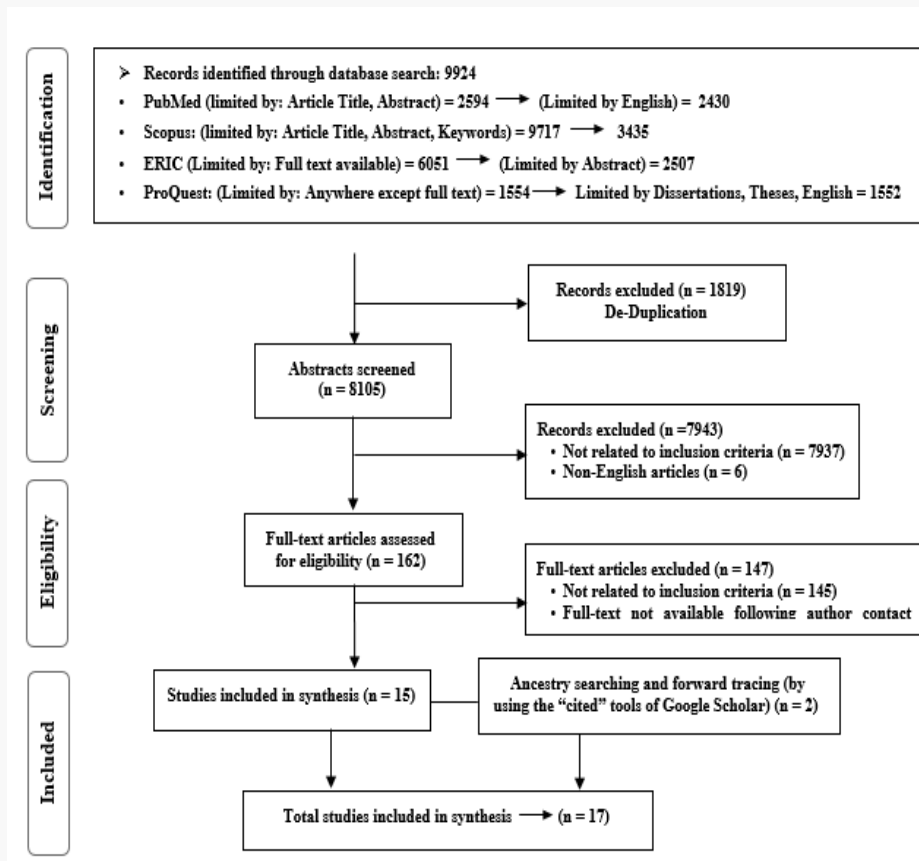 Identification
➤ Records identified through database search: 9924
• PubMed (limited by: Article Title, Abstract) = 2594 → (Limited by English) = 2430
• Scopus: (limited by: Article Title, Abstract, Keywords) = 9717 → 3435
• ERIC (Limited by: Full text available) = 6051 → (Limited by Abstract) = 2507
• ProQuest: (Limited by: Anywhere except full text) = 1554 → Limited by Dissertations, Theses, English = 1552
Screening
Records excluded (n = 1819)
De-Duplication
Abstracts screened
(n = 8105)
Records excluded (n =7943)
• Not related to inclusion criteria (n = 7937)
• Non-English articles (n = 6)
Eligibility
Full-text articles assessed
for eligibility (n = 162)
Full-text articles excluded (n = 147)
• Not related to inclusion criteria (n = 145)
• Full-text not available following author contact
Included
Studies included in synthesis (n = 15)
Ancestry searching and forward tracing (by
using the “cited” tools of Google Scholar) (n = 2)
Total studies included in synthesis → (n = 17)